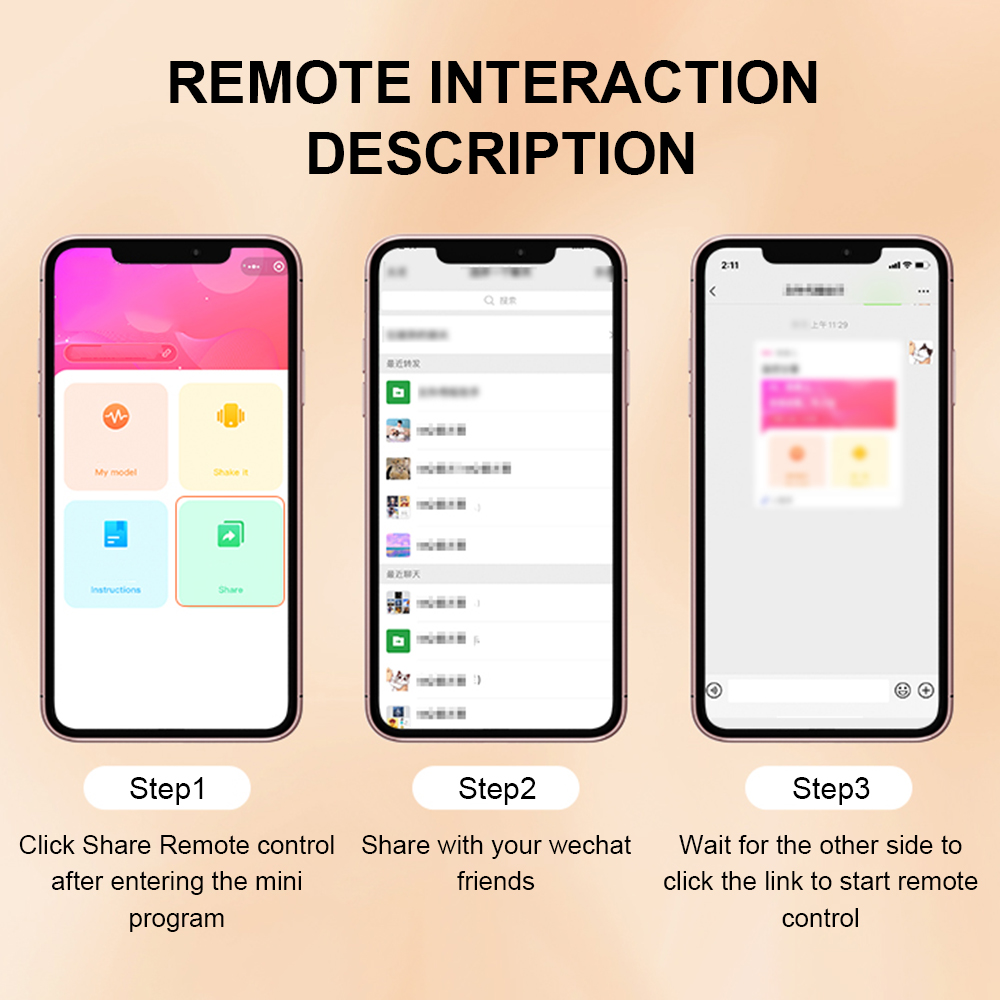 REMOTE INTERACTION
DESCRIPTION
My model
Shake it
Instructions
Share
搜索
最近转发
最近聊天
2:11
上午11:29
Step1
Click Share Remote control
after entering the mini
program
Step2
Share with your wechat
friends
Step3
Wait for the other side to
click the link to start remote
control